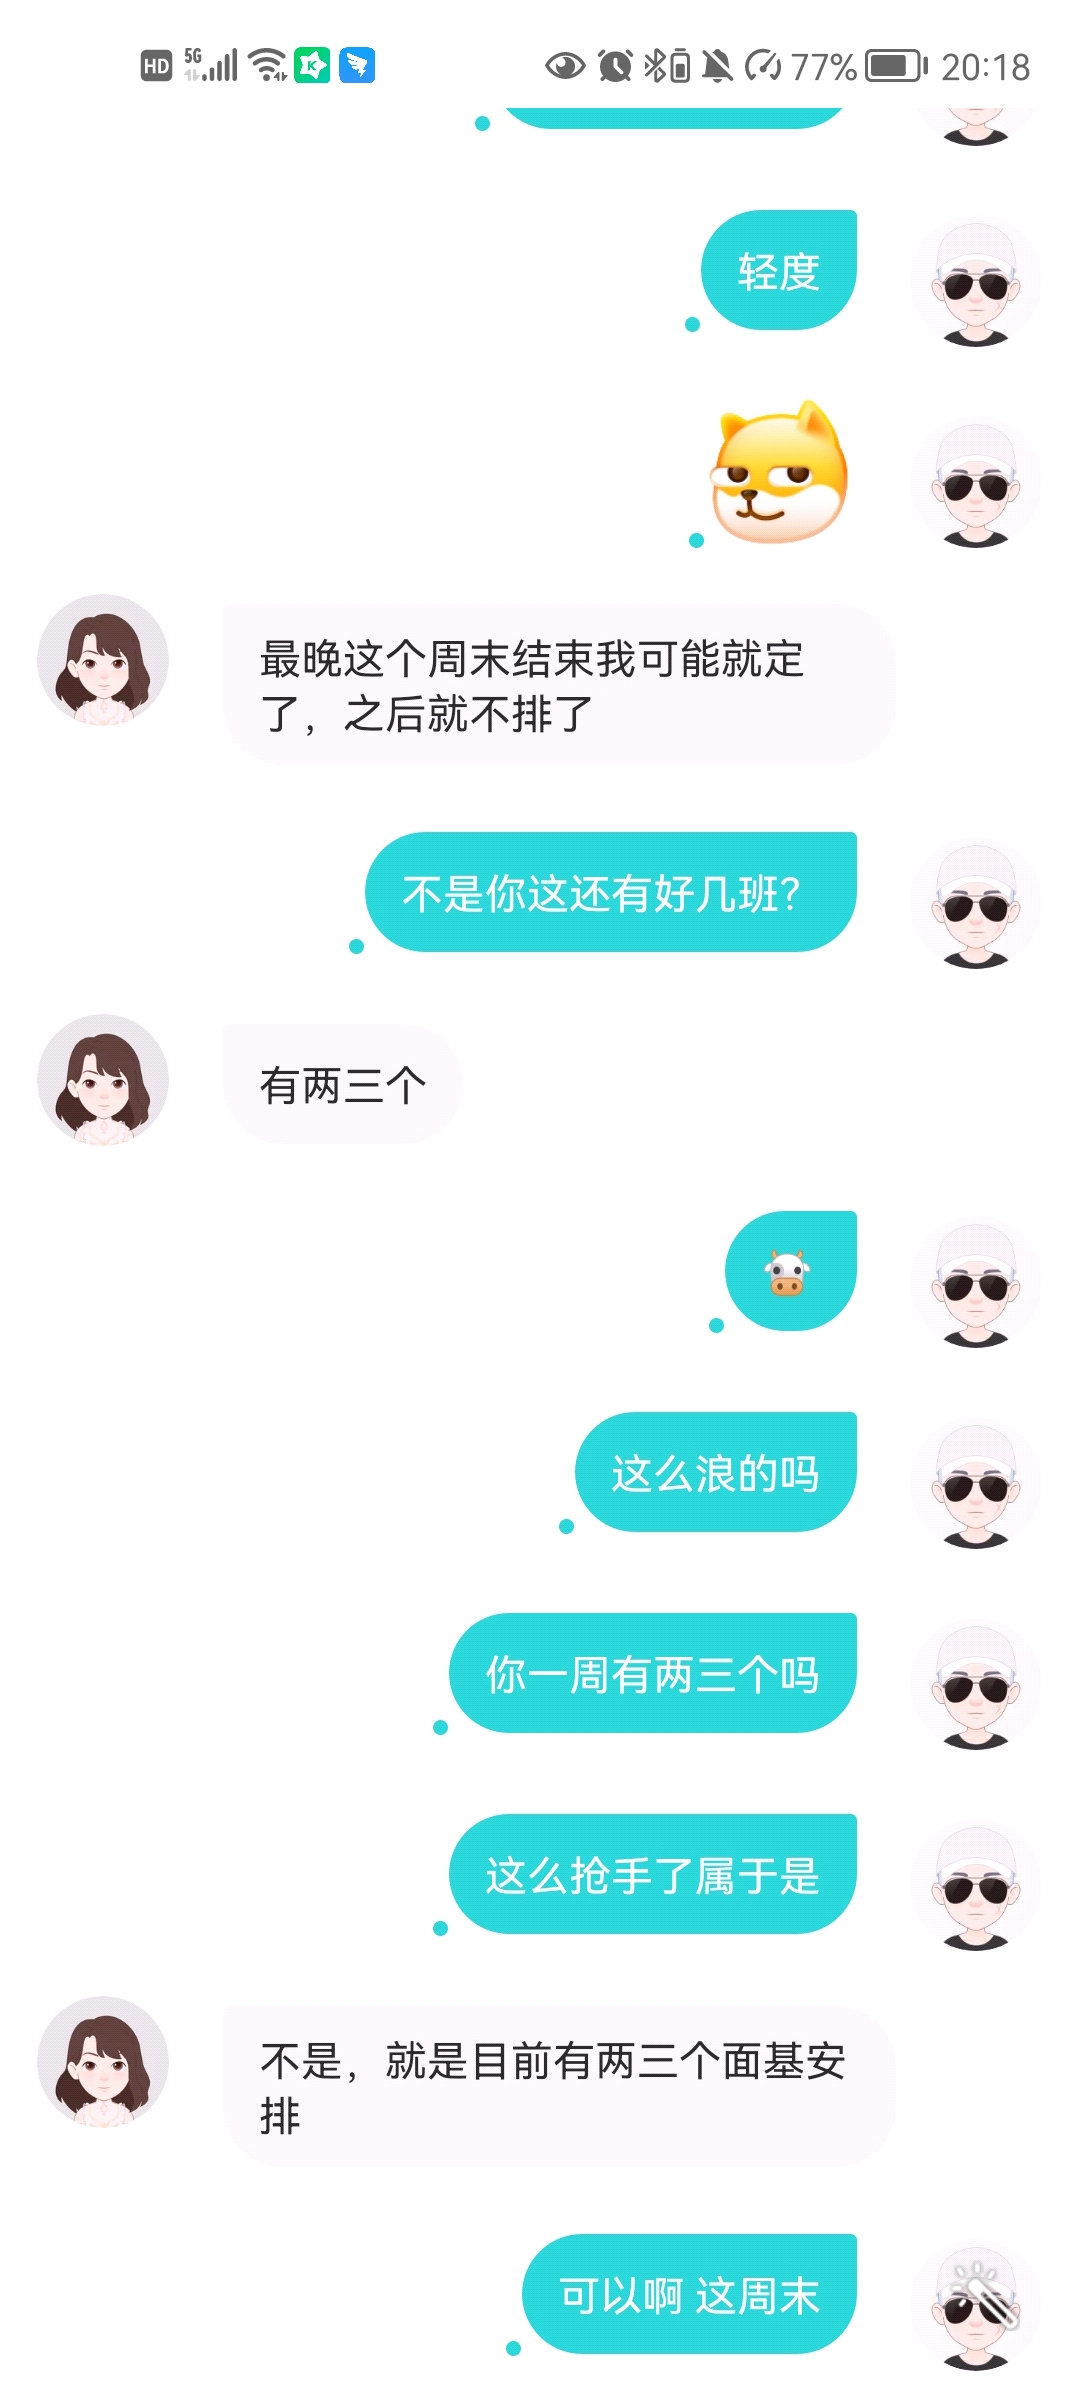 HD 5G 77% 20:18
轻度
最晚这个周末结束我可能就定
了，之后就不排了
不是你这还有好几班？
有两三个
这么浪的吗
你一周有两三个吗
这么抢手了属于是
不是，就是目前有两三个面基安
排
可以啊 这周末